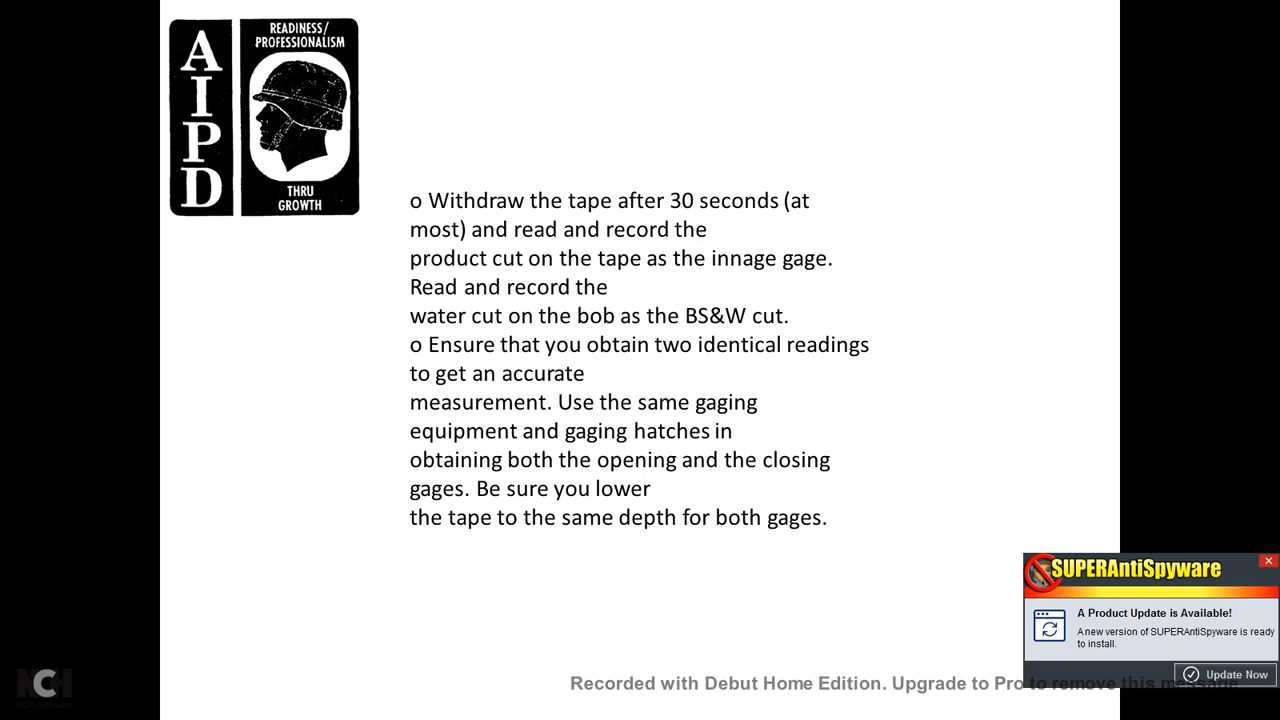 A
I
P
D
READINESS/
PROFESSIONALISM
THRU
GROWTH
o Withdraw the tape after 30 seconds (at
most) and read and record the
product cut on the tape as the innage gage.
Read and record the
water cut on the bob as the BS&W cut.
o Ensure that you obtain two identical readings
to get an accurate
measurement. Use the same gaging
equipment and gaging hatches in
obtaining both the opening and the closing
gages. Be sure you lower
the tape to the same depth for both gages.
SUPERAntiSpyware
A Product Update is Available!
A new version of SUPERAntiSpyware is ready
to install.
Update Now
NCH
NCH Software
Recorded with Debut Home Edition. Upgrade to Pro to remove this message